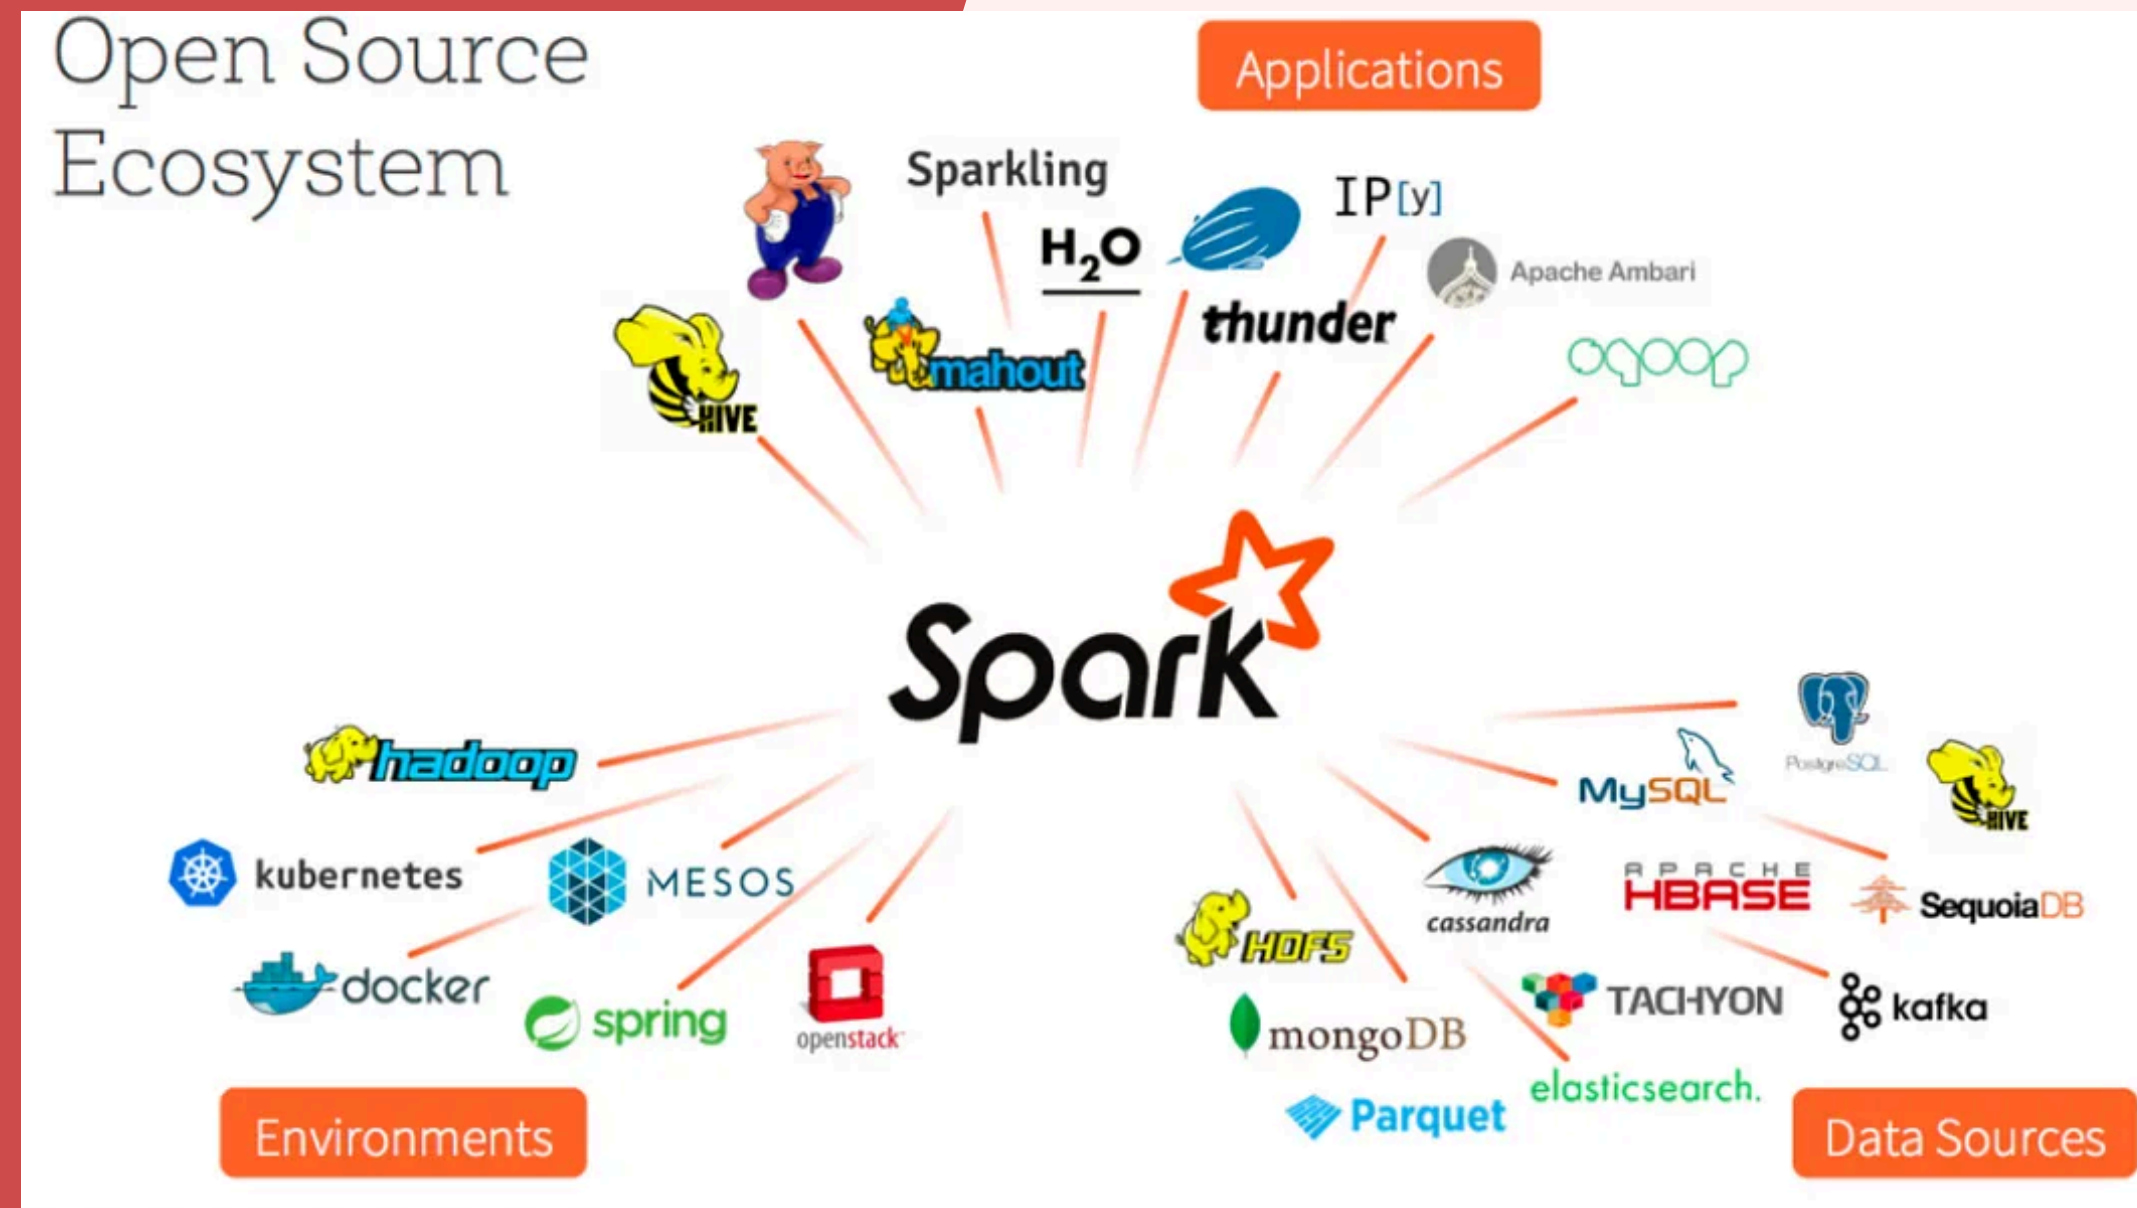 Open Source
Ecosystem
Applications
Sparkling
H2O
IP[y]
Apache Ambari
thunder
sqoop
mahout
HIVE
Spark
hadoop
kubernetes
MESOS
docker
spring
openstack
Environments
PostgreSQL
MySQL
HIVE
cassandra
APACHE
HBASE
SequoiaDB
HDFS
mongoDB
TACHYON
kafka
elasticsearch.
Parquet
Data Sources